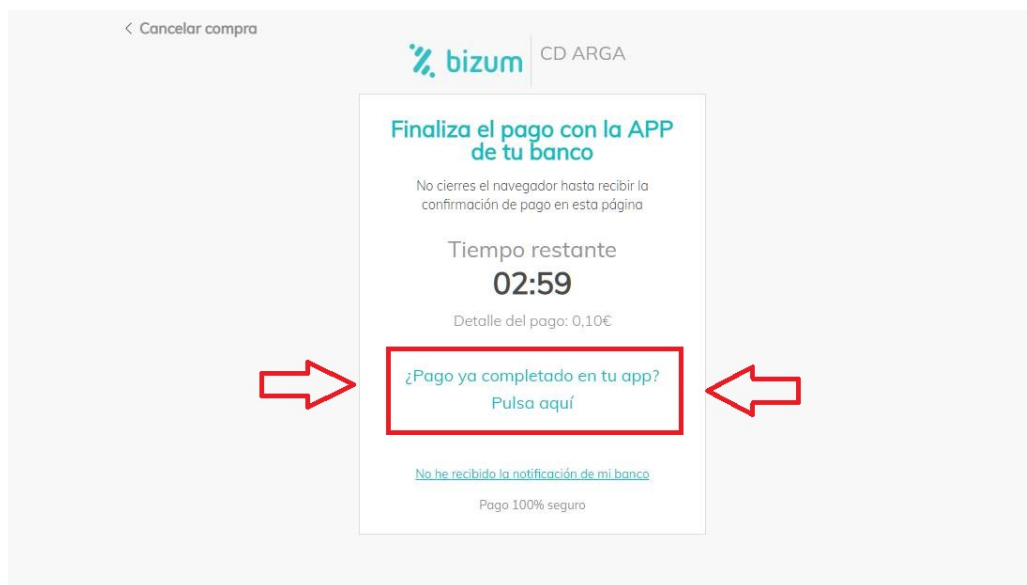 < Cancelar compra
bizum
CD ARGA
Finaliza el pago con la APP
de tu banco
No cierres el navegador hasta recibir la
confirmación de pago en esta página
Tiempo restante
02:59
Detalle del pago: 0,10€
¿Pago ya completado en tu app?
Pulsa aquí
No he recibido la notificación de mi banco
Pago 100% seguro